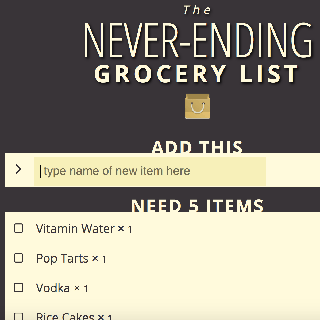 The
NEVER-ENDING
GROCERY LIST
ADD THIS
type name of new item here
NEED 5 ITEMS
Vitamin Water × 1
Pop Tarts × 1
Vodka × 1
Rice Cakes × 1